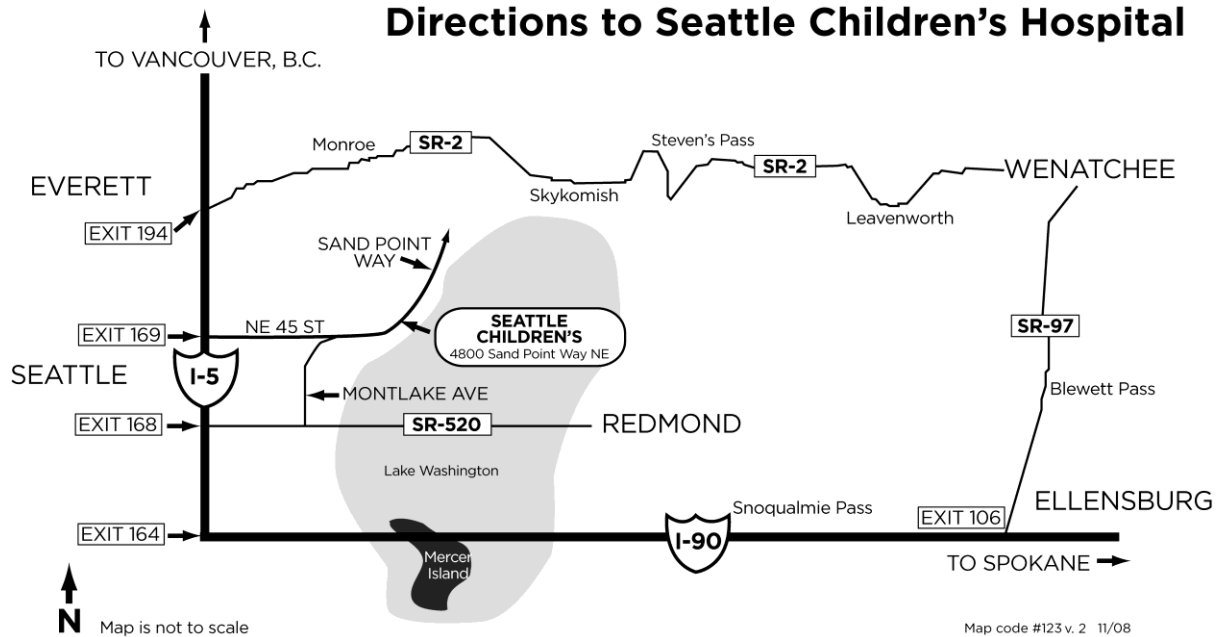 Directions to Seattle Children's Hospital
TO VANCOUVER, B.C.
Monroe
SR-2
Steven's Pass
SR-2
WENATCHEE
EVERETT
Skykomish
Leavenworth
EXIT 194
SAND POINT
WAY
NE 45 ST
EXIT 169
SEATTLE
CHILDREN'S
4800 Sand Point Way NE
SR-97
SEATTLE
I-5
MONTLAKE AVE
Blewett Pass
EXIT 168
SR-520
REDMOND
Lake Washington
ELLENSBURG
Snoqualmie Pass
EXIT 106
EXIT 164
I-90
Mercer
Island
TO SPOKANE
N
Map is not to scale
Map code #123 v. 2 11/08